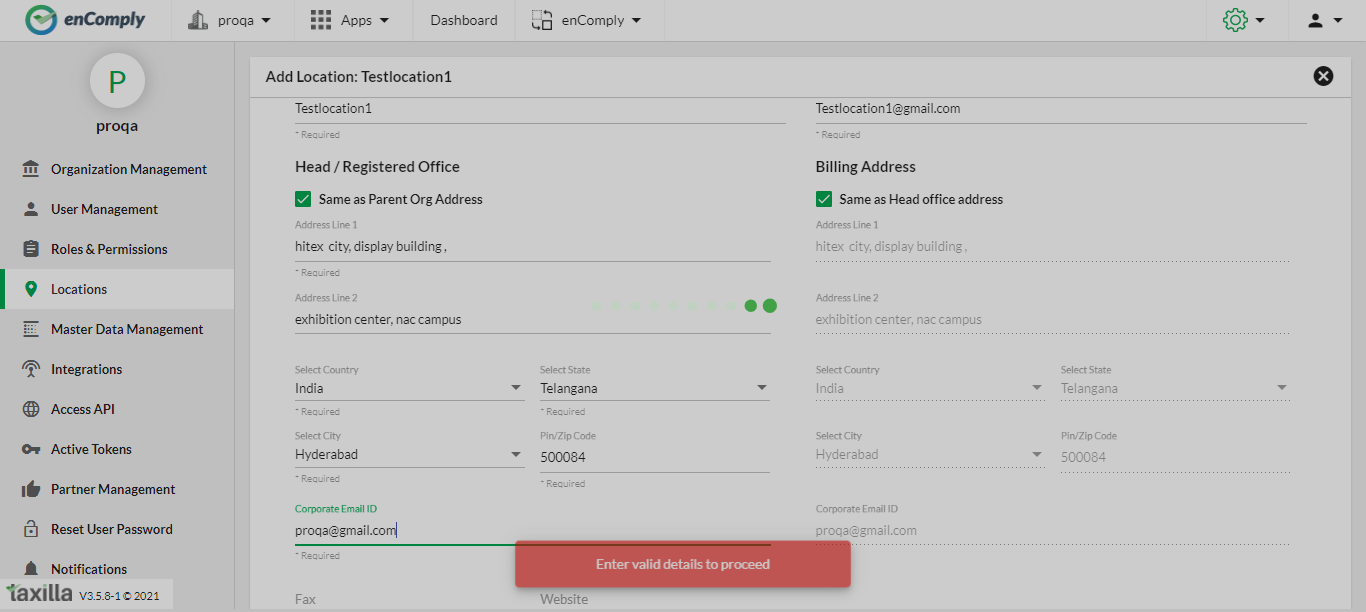 enComply proqa Apps Dashboard enComply
P
proqa
Organization Management
User Management
Roles & Permissions
Locations
Master Data Management
Integrations
Access API
Active Tokens
Partner Management
Reset User Password
Notifications
taxilla V3.5.8-1 © 2021
Add Location: Testlocation1
Testlocation1 Testlocation1@gmail.com
* Required * Required
Head / Registered Office Billing Address
Same as Parent Org Address Same as Head office address
Address Line 1 Address Line 1
hitex city, display building , hitex city, display building ,
* Required
Address Line 2 Address Line 2
exhibition center, nac campus exhibition center, nac campus
Select Country Select State Select Country Select State
India Telangana India Telangana
* Required * Required
Select City Pin/Zip Code Select City Pin/Zip Code
Hyderabad 500084 Hyderabad 500084
* Required * Required
Corporate Email ID Corporate Email ID
proqa@gmail.com proqa@gmail.com
* Required
Enter valid details to proceed
Fax Website